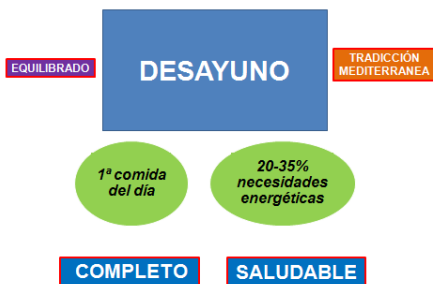 EQUILIBRADO
DESAYUNO
TRADICCIÓN
MEDITERRANEA
1ª comida
del día
20-35%
necesidades
energéticas
COMPLETO
SALUDABLE